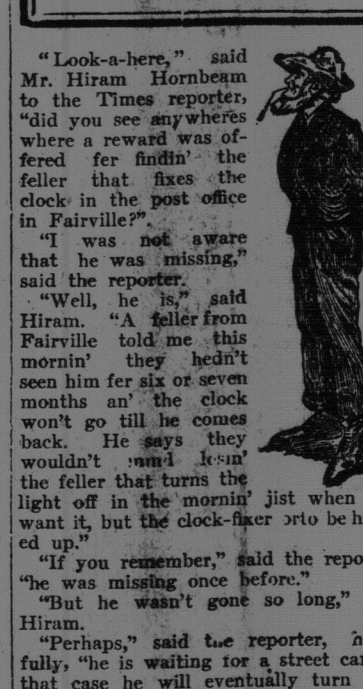 “Look-a-here,” said
Mr. Hiram Hornbeam
to the Times reporter,
“did you see anywheres
where a reward was of-
fered fer findin’ the
feller that fixes the
clock in the post office
in Fairville?”
“I was not aware
that he was missing,”
said the reporter.
“Well, he is,” said
Hiram. “A feller from
Fairville told me this
mornin’ they hedn’t
seen him fer six or seven
months an’ the clock
won’t go till he comes
back. He says they
wouldn’t
the feller that turns the
light off in the mornin’ jist when
want it, but the clock-fixer orto be
ed up.”
“If you remember,” said the repo
“he was missing once before.”
“But he wasn’t gone so long,”
Hiram.
“Perhaps,” said the reporter,
fully, “he is waiting for a street car
that case he will eventually turn